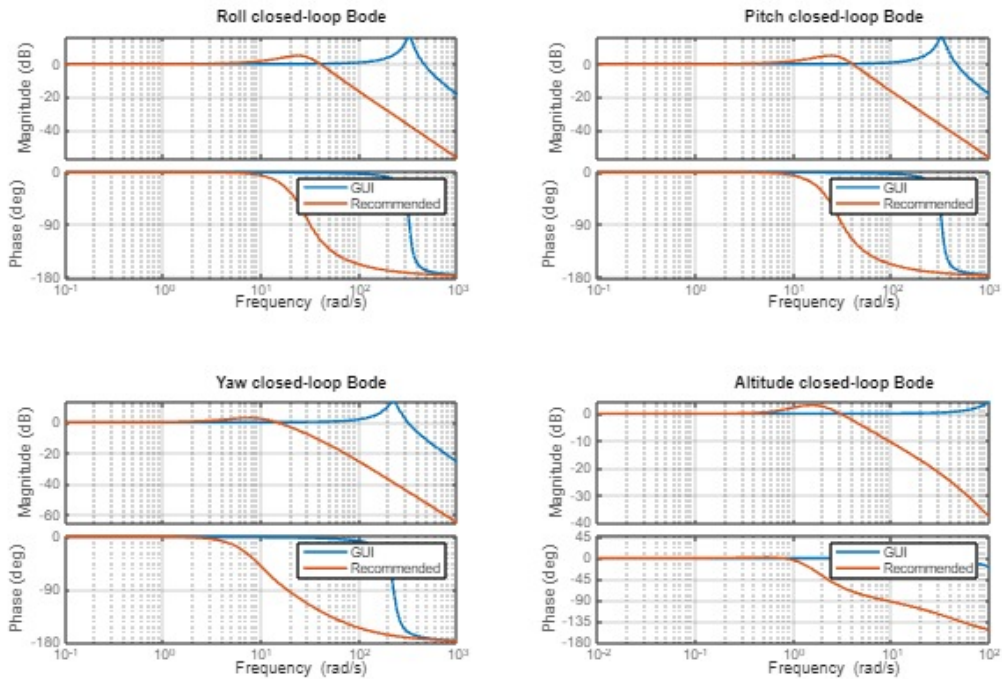 Roll closed-loop Bode
Magnitude (dB)
0
-20
-40
Phase (deg)
0
-90
-180
GUI
Recommended
10⁻¹ 10⁰ 10¹ 10² 10³
Frequency (rad/s)
Pitch closed-loop Bode
Magnitude (dB)
0
-20
-40
Phase (deg)
0
-90
-180
GUI
Recommended
10⁻¹ 10⁰ 10¹ 10² 10³
Frequency (rad/s)
Yaw closed-loop Bode
Magnitude (dB)
0
-20
-40
-60
Phase (deg)
0
-90
-180
GUI
Recommended
10⁻¹ 10⁰ 10¹ 10² 10³
Frequency (rad/s)
Altitude closed-loop Bode
Magnitude (dB)
0
-10
-20
-30
-40
Phase (deg)
45
0
-45
-90
-135
-180
GUI
Recommended
10⁻² 10⁻¹ 10⁰ 10¹ 10²
Frequency (rad/s)